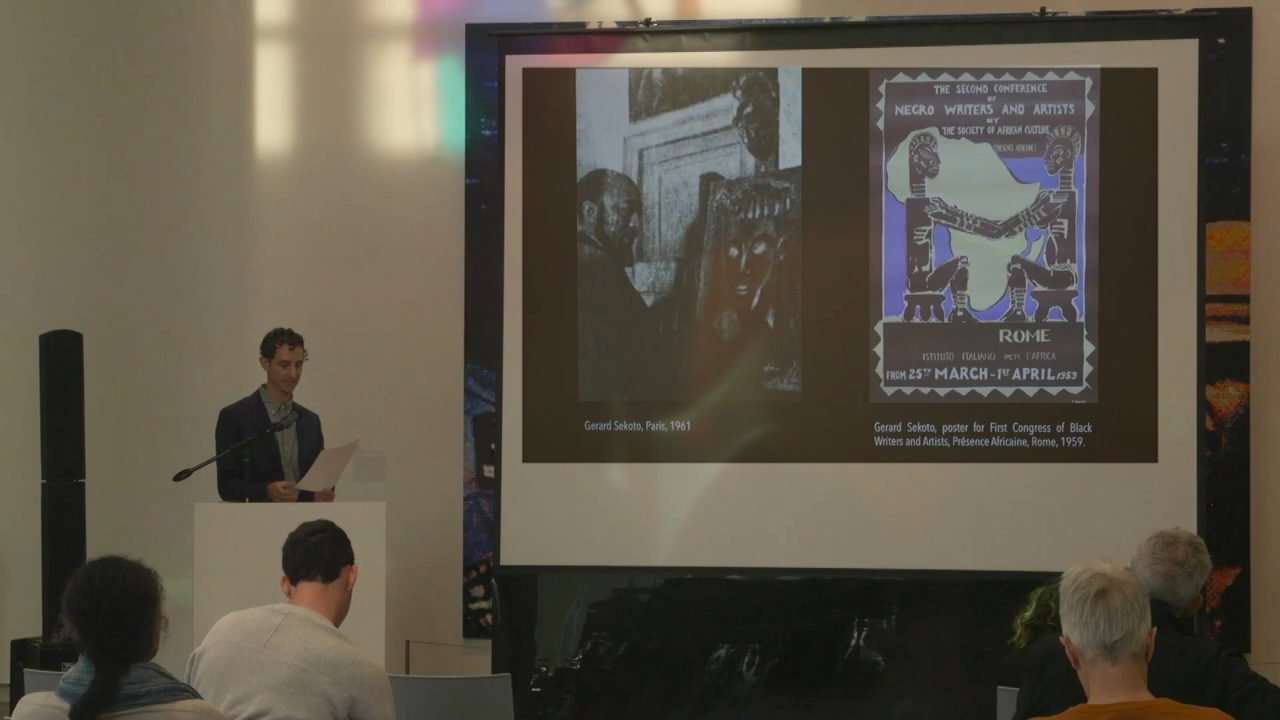 THE SECOND CONFERENCE
OF
NEGRO WRITERS AND ARTISTS
BY
THE SOCIETY OF AFRICAN CULTURE
ROME
ISTITUTO ITALIANO PER L'AFRICA
FROM 25TH MARCH-1ST APRIL 1959
Gerard Sekoto, Paris, 1961
Gerard Sekoto, poster for First Congress of Black
Writers and Artists, Présence Africaine, Rome, 1959.